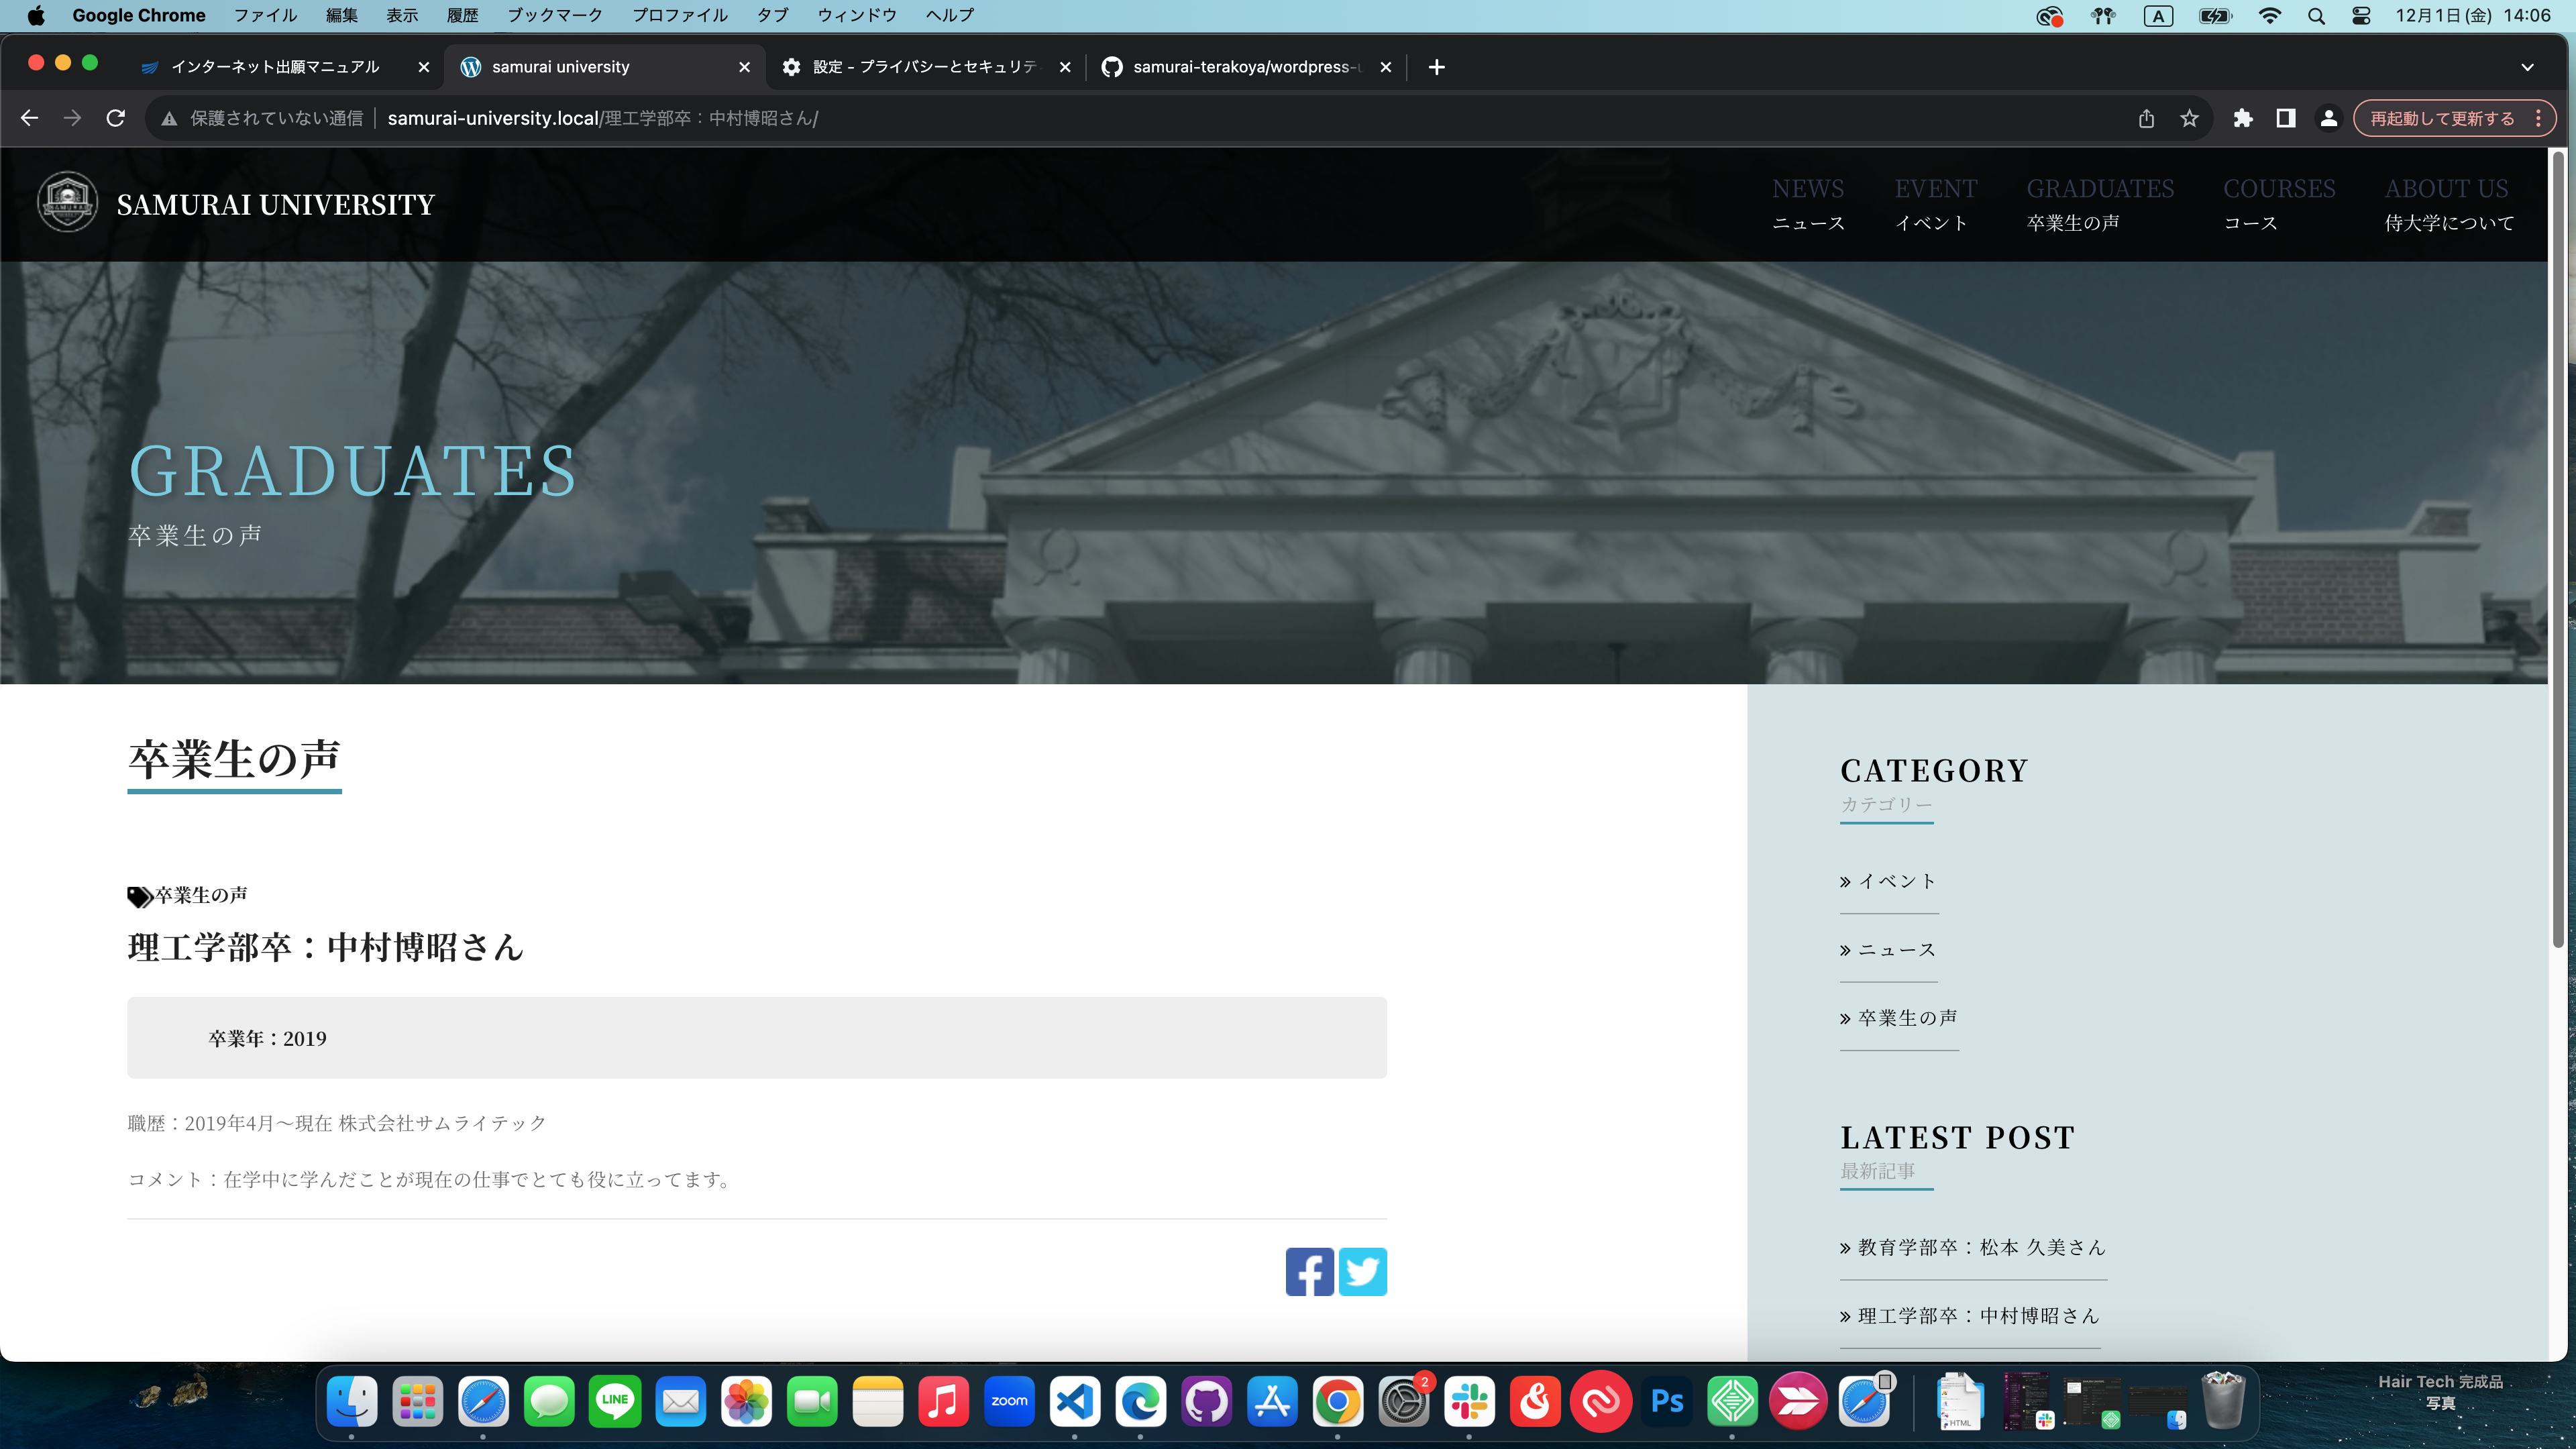 Google Chrome ファイル 編集 表示 履歴 ブックマーク プロファイル タブ ウィンドウ ヘルプ A 12月1日(金) 14:06
インターネット出願マニュアル samurai university 設定 - プライバシーとセキュリテ samurai-terakoya/wordpress-u
保護されていない通信 samurai-university.local/理工学部卒：中村博昭さん/ 再起動して更新する
SAMURAI UNIVERSITY
NEWS EVENT GRADUATES COURSES ABOUT US
ニュース イベント 卒業生の声 コース 侍大学について
GRADUATES
卒業生の声
卒業生の声
卒業生の声
理工学部卒：中村博昭さん
卒業年：2019
職歴：2019年4月〜現在 株式会社サムライテック
コメント：在学中に学んだことが現在の仕事でとても役に立ってます。
CATEGORY
カテゴリー
» イベント
» ニュース
» 卒業生の声
LATEST POST
最新記事
» 教育学部卒：松本 久美さん
» 理工学部卒：中村博昭さん
LINE
zoom
2
Ps
HTML
Hair Tech 完成品
写真